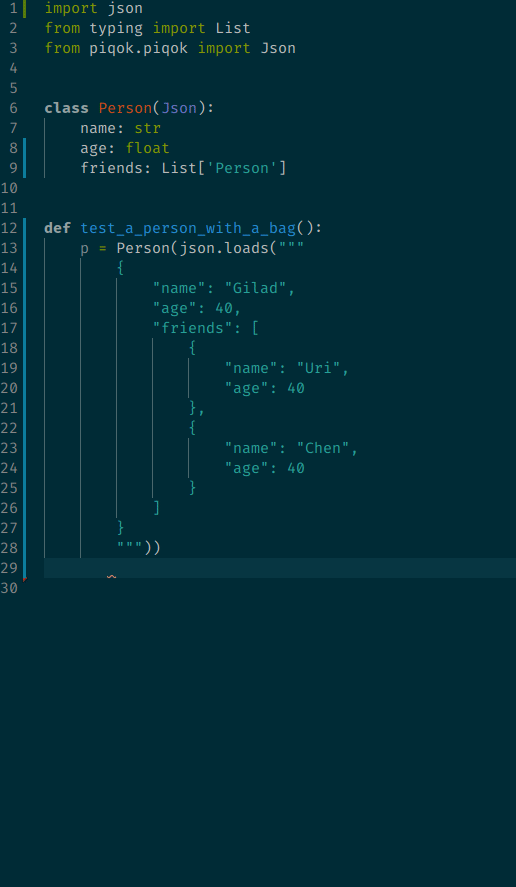 1 import json
2 from typing import List
3 from piqok.piqok import Json
4
5
6 class Person(Json):
7     name: str
8     age: float
9     friends: List['Person']
10
11
12 def test_a_person_with_a_bag():
13     p = Person(json.loads("""
14         {
15             "name": "Gilad",
16             "age": 40,
17             "friends": [
18                 {
19                     "name": "Uri",
20                     "age": 40
21                 },
22                 {
23                     "name": "Chen",
24                     "age": 40
25                 }
26             ]
27         }
28         """))
29
30